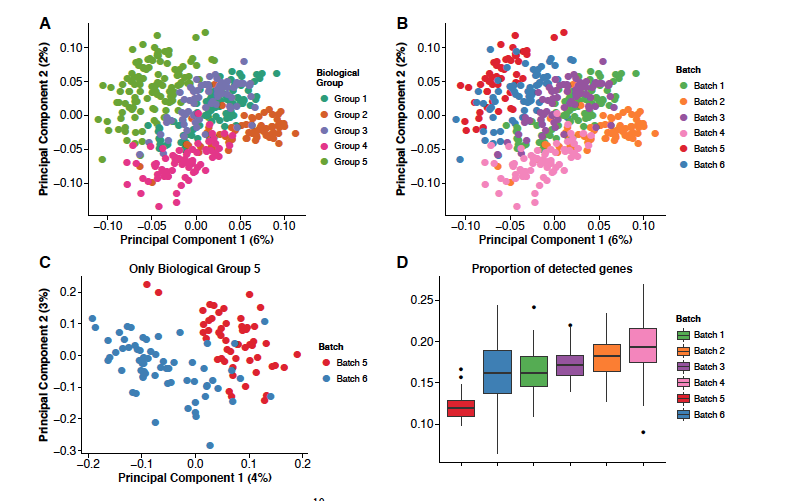 A
Principal Component 2 (2%)
0.10
0.05
0.00
−0.05
−0.10
−0.10
−0.05
0.00
0.05
0.10
Principal Component 1 (6%)
Biological
Group
Group 1
Group 2
Group 3
Group 4
Group 5
B
Principal Component 2 (2%)
0.10
0.05
0.00
−0.05
−0.10
−0.10
−0.05
0.00
0.05
0.10
Principal Component 1 (6%)
Batch
Batch 1
Batch 2
Batch 3
Batch 4
Batch 5
Batch 6
C
Only Biological Group 5
Principal Component 2 (3%)
0.2
0.1
0.0
−0.1
−0.2
−0.3
−0.2
−0.1
0.0
0.1
0.2
Principal Component 1 (4%)
Batch
Batch 5
Batch 6
D
Proportion of detected genes
0.25
0.20
0.15
0.10
Batch
Batch 1
Batch 2
Batch 3
Batch 4
Batch 5
Batch 6